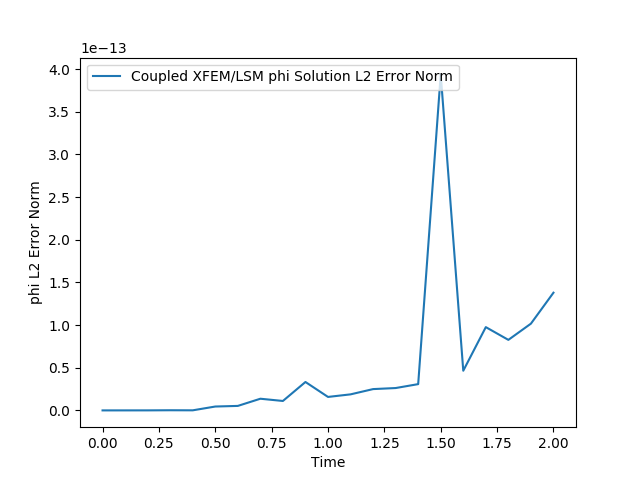 1e−13
Coupled XFEM/LSM phi Solution L2 Error Norm
4.0
3.5
3.0
2.5
2.0
1.5
1.0
0.5
0.0
phi L2 Error Norm
0.00 0.25 0.50 0.75 1.00 1.25 1.50 1.75 2.00
Time